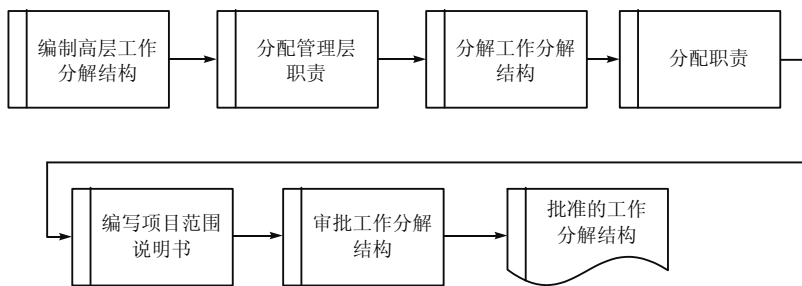 编制高层工作
分解结构
分配管理层
职责
分解工作分解
结构
分配职责
编写项目范围
说明书
审批工作分解
结构
批准的工作
分解结构